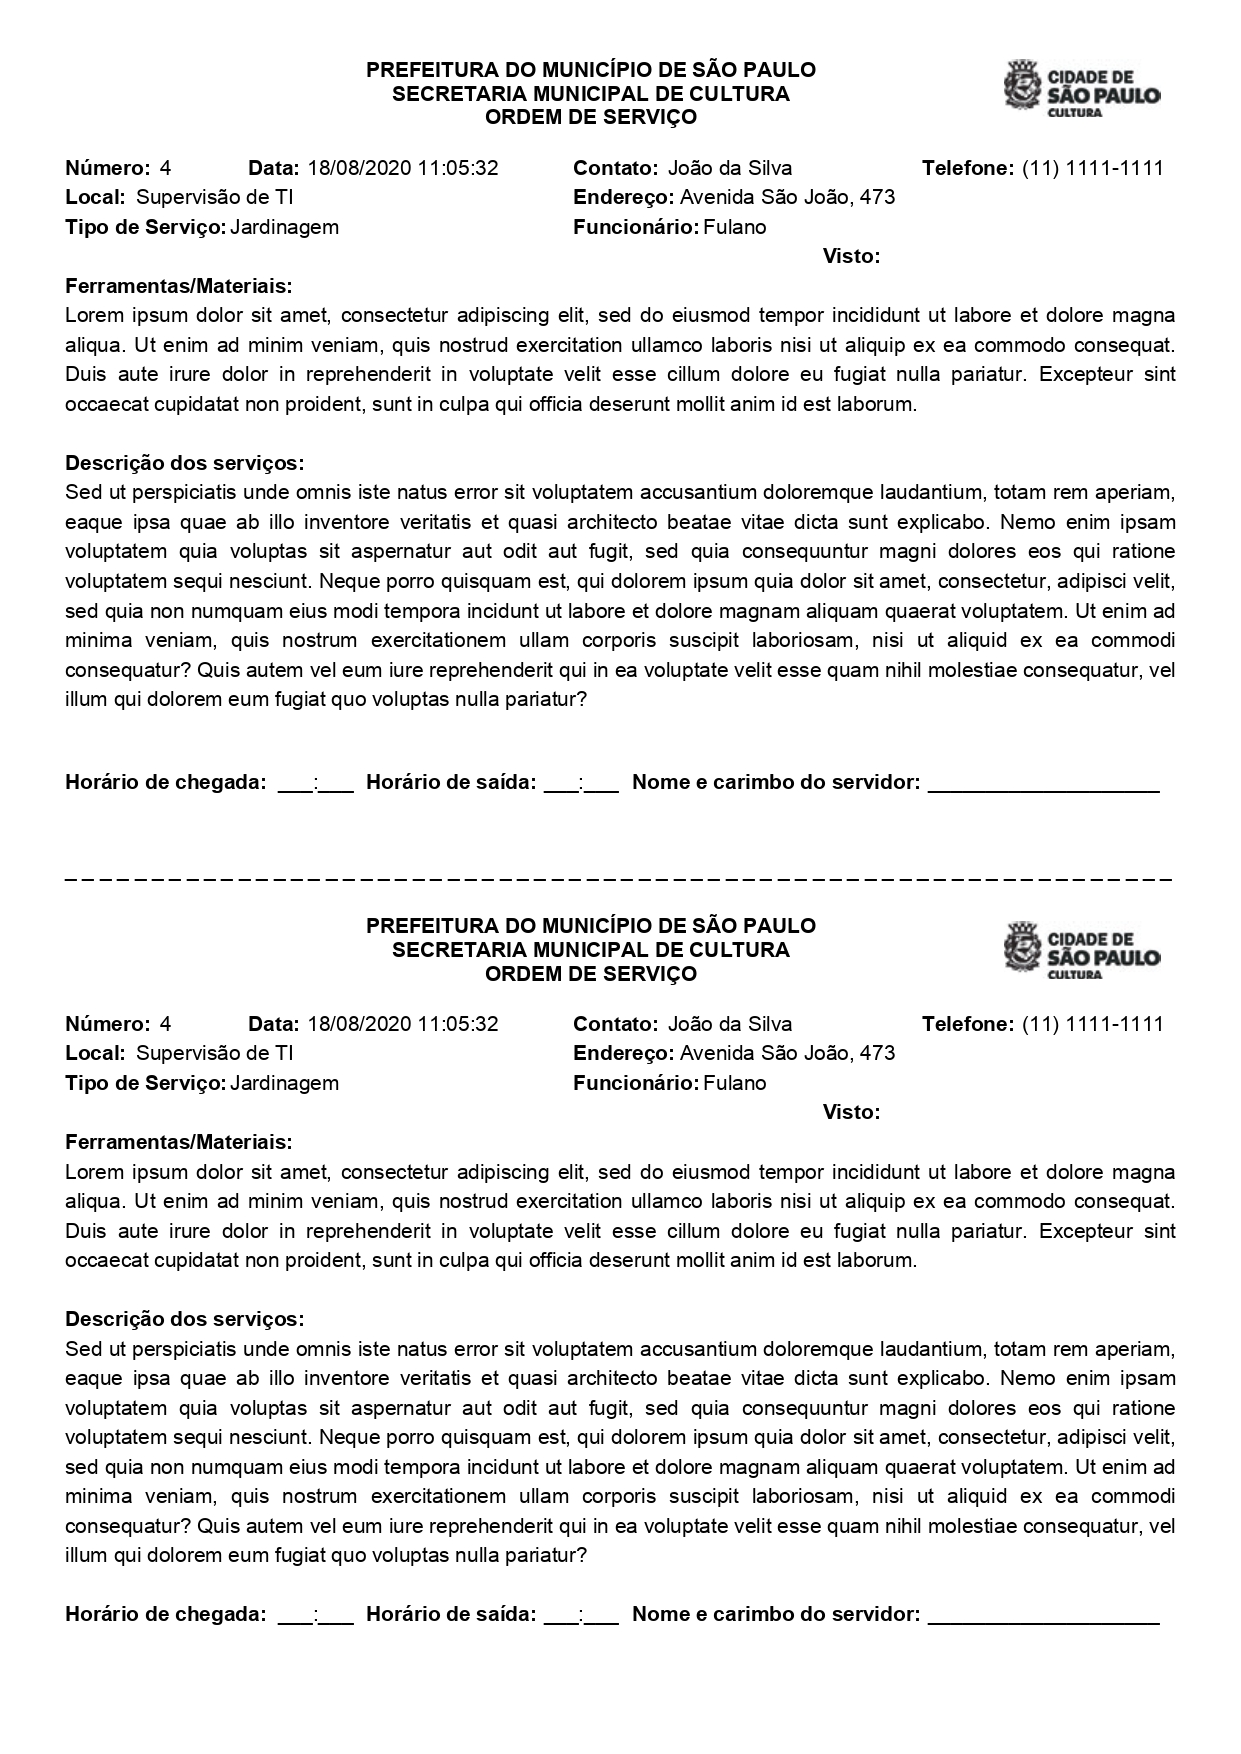 PREFEITURA DO MUNICÍPIO DE SÃO PAULO
SECRETARIA MUNICIPAL DE CULTURA
ORDEM DE SERVIÇO
CIDADE DE
SÃO PAULO
CULTURA
Número: 4 Data: 18/08/2020 11:05:32 Contato: João da Silva Telefone: (11) 1111-1111
Local: Supervisão de TI Endereço: Avenida São João, 473
Tipo de Serviço: Jardinagem Funcionário: Fulano
Visto:
Ferramentas/Materiais:
Lorem ipsum dolor sit amet, consectetur adipiscing elit, sed do eiusmod tempor incididunt ut labore et dolore magna
aliqua. Ut enim ad minim veniam, quis nostrud exercitation ullamco laboris nisi ut aliquip ex ea commodo consequat.
Duis aute irure dolor in reprehenderit in voluptate velit esse cillum dolore eu fugiat nulla pariatur. Excepteur sint
occaecat cupidatat non proident, sunt in culpa qui officia deserunt mollit anim id est laborum.
Descrição dos serviços:
Sed ut perspiciatis unde omnis iste natus error sit voluptatem accusantium doloremque laudantium, totam rem aperiam,
eaque ipsa quae ab illo inventore veritatis et quasi architecto beatae vitae dicta sunt explicabo. Nemo enim ipsam
voluptatem quia voluptas sit aspernatur aut odit aut fugit, sed quia consequuntur magni dolores eos qui ratione
voluptatem sequi nesciunt. Neque porro quisquam est, qui dolorem ipsum quia dolor sit amet, consectetur, adipisci velit,
sed quia non numquam eius modi tempora incidunt ut labore et dolore magnam aliquam quaerat voluptatem. Ut enim ad
minima veniam, quis nostrum exercitationem ullam corporis suscipit laboriosam, nisi ut aliquid ex ea commodi
consequatur? Quis autem vel eum iure reprehenderit qui in ea voluptate velit esse quam nihil molestiae consequatur, vel
illum qui dolorem eum fugiat quo voluptas nulla pariatur?
Horário de chegada: ___:___ Horário de saída: ___:___ Nome e carimbo do servidor: ____________________
PREFEITURA DO MUNICÍPIO DE SÃO PAULO
SECRETARIA MUNICIPAL DE CULTURA
ORDEM DE SERVIÇO
CIDADE DE
SÃO PAULO
CULTURA
Número: 4 Data: 18/08/2020 11:05:32 Contato: João da Silva Telefone: (11) 1111-1111
Local: Supervisão de TI Endereço: Avenida São João, 473
Tipo de Serviço: Jardinagem Funcionário: Fulano
Visto:
Ferramentas/Materiais:
Lorem ipsum dolor sit amet, consectetur adipiscing elit, sed do eiusmod tempor incididunt ut labore et dolore magna
aliqua. Ut enim ad minim veniam, quis nostrud exercitation ullamco laboris nisi ut aliquip ex ea commodo consequat.
Duis aute irure dolor in reprehenderit in voluptate velit esse cillum dolore eu fugiat nulla pariatur. Excepteur sint
occaecat cupidatat non proident, sunt in culpa qui officia deserunt mollit anim id est laborum.
Descrição dos serviços:
Sed ut perspiciatis unde omnis iste natus error sit voluptatem accusantium doloremque laudantium, totam rem aperiam,
eaque ipsa quae ab illo inventore veritatis et quasi architecto beatae vitae dicta sunt explicabo. Nemo enim ipsam
voluptatem quia voluptas sit aspernatur aut odit aut fugit, sed quia consequuntur magni dolores eos qui ratione
voluptatem sequi nesciunt. Neque porro quisquam est, qui dolorem ipsum quia dolor sit amet, consectetur, adipisci velit,
sed quia non numquam eius modi tempora incidunt ut labore et dolore magnam aliquam quaerat voluptatem. Ut enim ad
minima veniam, quis nostrum exercitationem ullam corporis suscipit laboriosam, nisi ut aliquid ex ea commodi
consequatur? Quis autem vel eum iure reprehenderit qui in ea voluptate velit esse quam nihil molestiae consequatur, vel
illum qui dolorem eum fugiat quo voluptas nulla pariatur?
Horário de chegada: ___:___ Horário de saída: ___:___ Nome e carimbo do servidor: ____________________